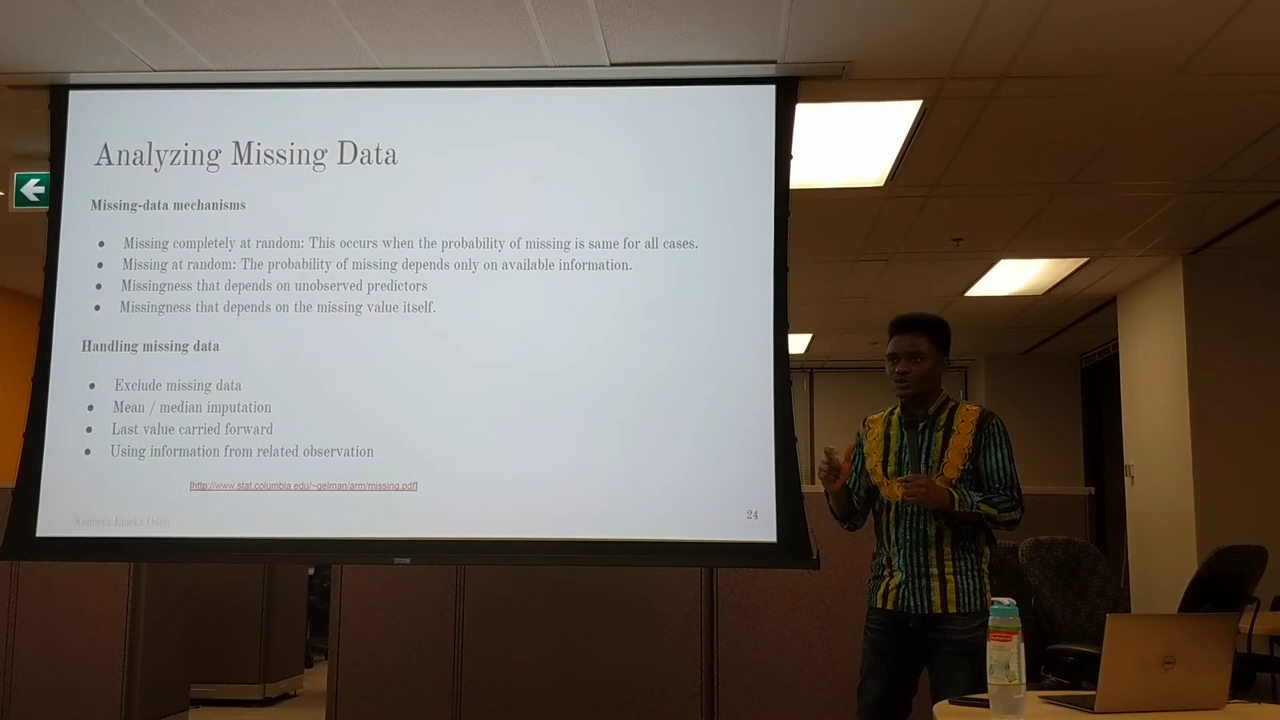 Analyzing Missing Data
Missing-data mechanisms
● Missing completely at random: This occurs when the probability of missing is same for all cases.
● Missing at random: The probability of missing depends only on available information.
● Missingness that depends on unobserved predictors
● Missingness that depends on the missing value itself.
Handling missing data
● Exclude missing data
● Mean / median imputation
● Last value carried forward
● Using information from related observation
[http://www.stat.columbia.edu/~gelman/arm/missing.pdf]
Kenneth Emeka Odoh
24
DELL